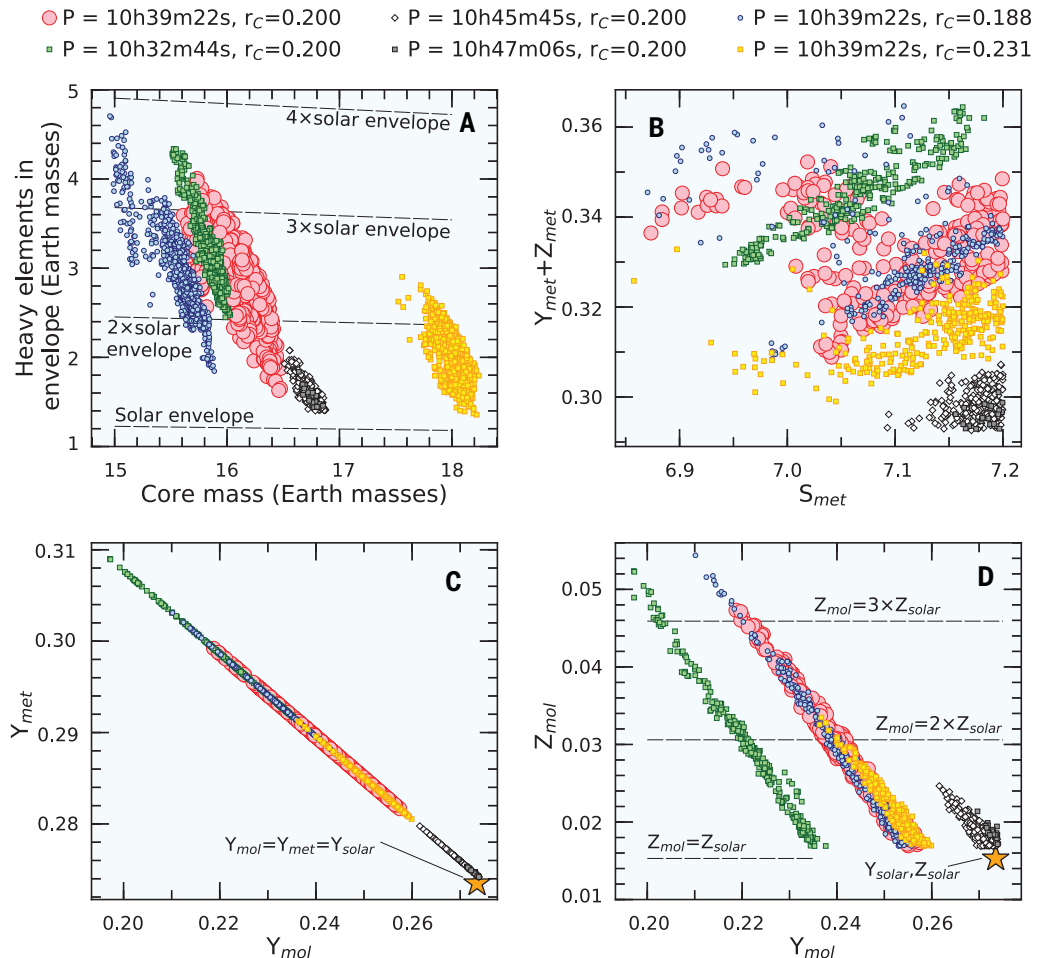 P = 10h39m22s, r_C=0.200 P = 10h45m45s, r_C=0.200 P = 10h39m22s, r_C=0.188
P = 10h32m44s, r_C=0.200 P = 10h47m06s, r_C=0.200 P = 10h39m22s, r_C=0.231
A
4×solar envelope
3×solar envelope
2×solar
envelope
Solar envelope
5
4
3
2
1
15 16 17 18
Core mass (Earth masses)
Heavy elements in
envelope (Earth masses)
B
0.36
0.34
0.32
0.30
6.9 7.0 7.1 7.2
S_met
Y_met+Z_met
C
0.31
0.30
0.29
0.28
Y_mol=Y_met=Y_solar
0.20 0.22 0.24 0.26
Y_mol
Y_met
D
0.05
0.04
0.03
0.02
0.01
Z_mol=3×Z_solar
Z_mol=2×Z_solar
Z_mol=Z_solar
Y_solar,Z_solar
0.20 0.22 0.24 0.26
Y_mol
Z_mol